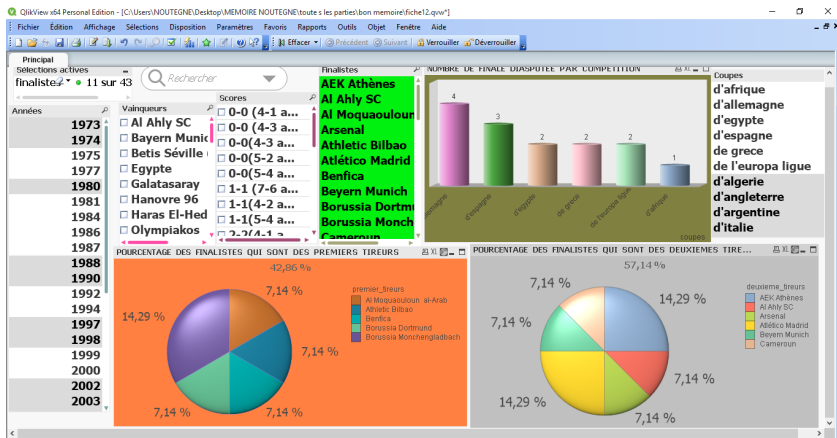 QlikView x64 Personal Edition - [C:\Users\NOUTEGNE\Desktop\MEMOIRE NOUTEGNE\toute s les parties\bon memoire\fiche12.qvw*]
Fichier Édition Affichage Sélections Disposition Paramètres Favoris Rapports Outils Objet Fenêtre Aide
Effacer Précédent Suivant Verrouiller Déverrouiller
Principal
Sélections actives
finaliste 11 sur 43
Rechercher
Années
1973
1974
1975
1977
1980
1981
1984
1986
1987
1988
1990
1992
1994
1997
1998
1999
2000
2002
2003
Vainqueurs
Al Ahly SC
Bayern Munic
Betis Séville (
Egypte
Galatasaray
Hanovre 96
Haras El-Hed
Olympiakos
Scores
0-0 (4-1 a...
0-0 (4-3 a...
0-0(4-3 a...
0-0(5-2 a...
0-0(5-4 a...
1-1 (7-6 a...
1-1(4-2 a...
1-1(5-4 a...
2-2(4-1 a
Finalistes
AEK Athènes
Al Ahly SC
Al Moquaouloun
Arsenal
Athletic Bilbao
Atlético Madrid
Benfica
Beyern Munich
Borussia Dortmu
Borussia Monch
Cameroun
NOMBRE DE FINALE DIASPUTEE PAR COMPETITION
XL
4
3
2
2
2
1
d'espagne
d'egypte
de grece
de l'europa ligue
d'afrique
coupes
Coupes
d'afrique
d'allemagne
d'egypte
d'espagne
de grece
de l'europa ligue
d'algerie
d'angleterre
d'argentine
d'italie
POURCENTAGE DES FINALISTES QUI SONT DES PREMIERS TIREURS
XL
42,86 %
7,14 %
14,29 %
7,14 %
7,14 %
7,14 %
premier_tireurs
Al Moquaouloun al-Arab
Athletic Bilbao
Benfica
Borussia Dortmund
Borussia Monchengladbach
POURCENTAGE DES FINALISTES QUI SONT DES DEUXIEMES TIRE...
XL
57,14 %
7,14 %
14,29 %
7,14 %
7,14 %
14,29 %
7,14 %
deuxieme_tireurs
AEK Athènes
Al Ahly SC
Arsenal
Atlético Madrid
Beyern Munich
Cameroun